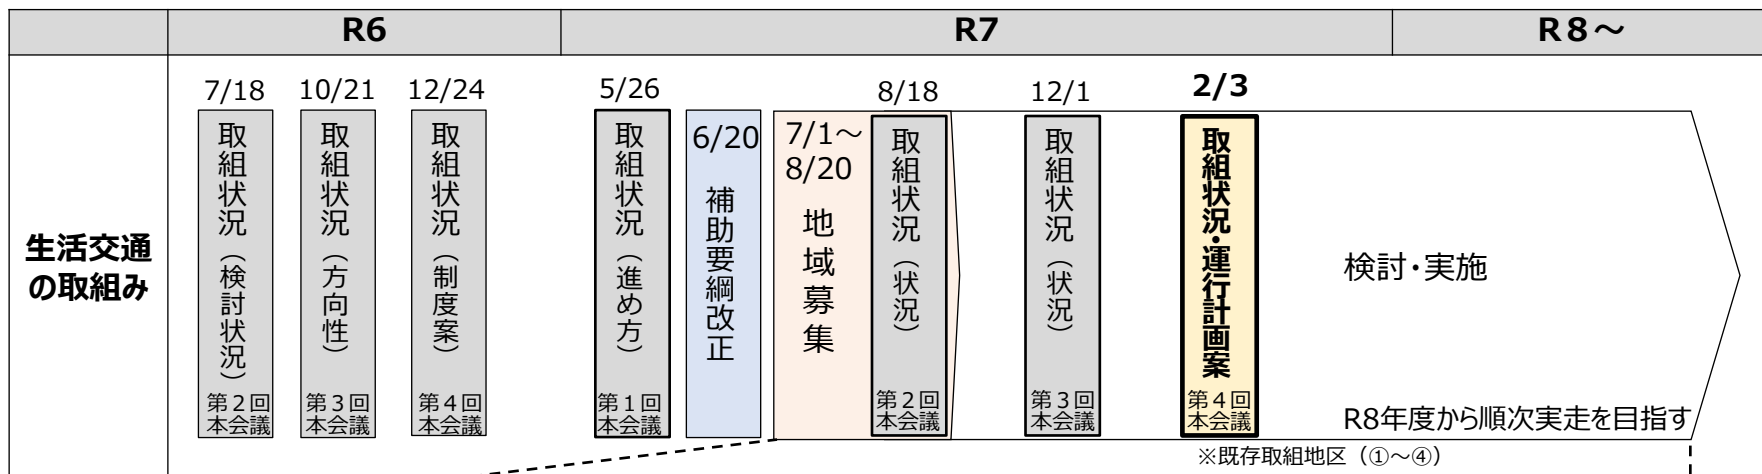 R6
R7
R８～
生活交通
の取組み
7/18
取組状況（検討状況）
第２回
本会議
10/21
取組状況（方向性）
第３回
本会議
12/24
取組状況（制度案）
第４回
本会議
5/26
取組状況（進め方）
第１回
本会議
6/20
補助要綱改正
7/1～
8/20
地域募集
8/18
取組状況（状況）
第２回
本会議
12/1
取組状況（状況）
第３回
本会議
2/3
取組状況・運行計画案
第４回
本会議
検討・実施
R8年度から順次実走を目指す
※既存取組地区（①～④）